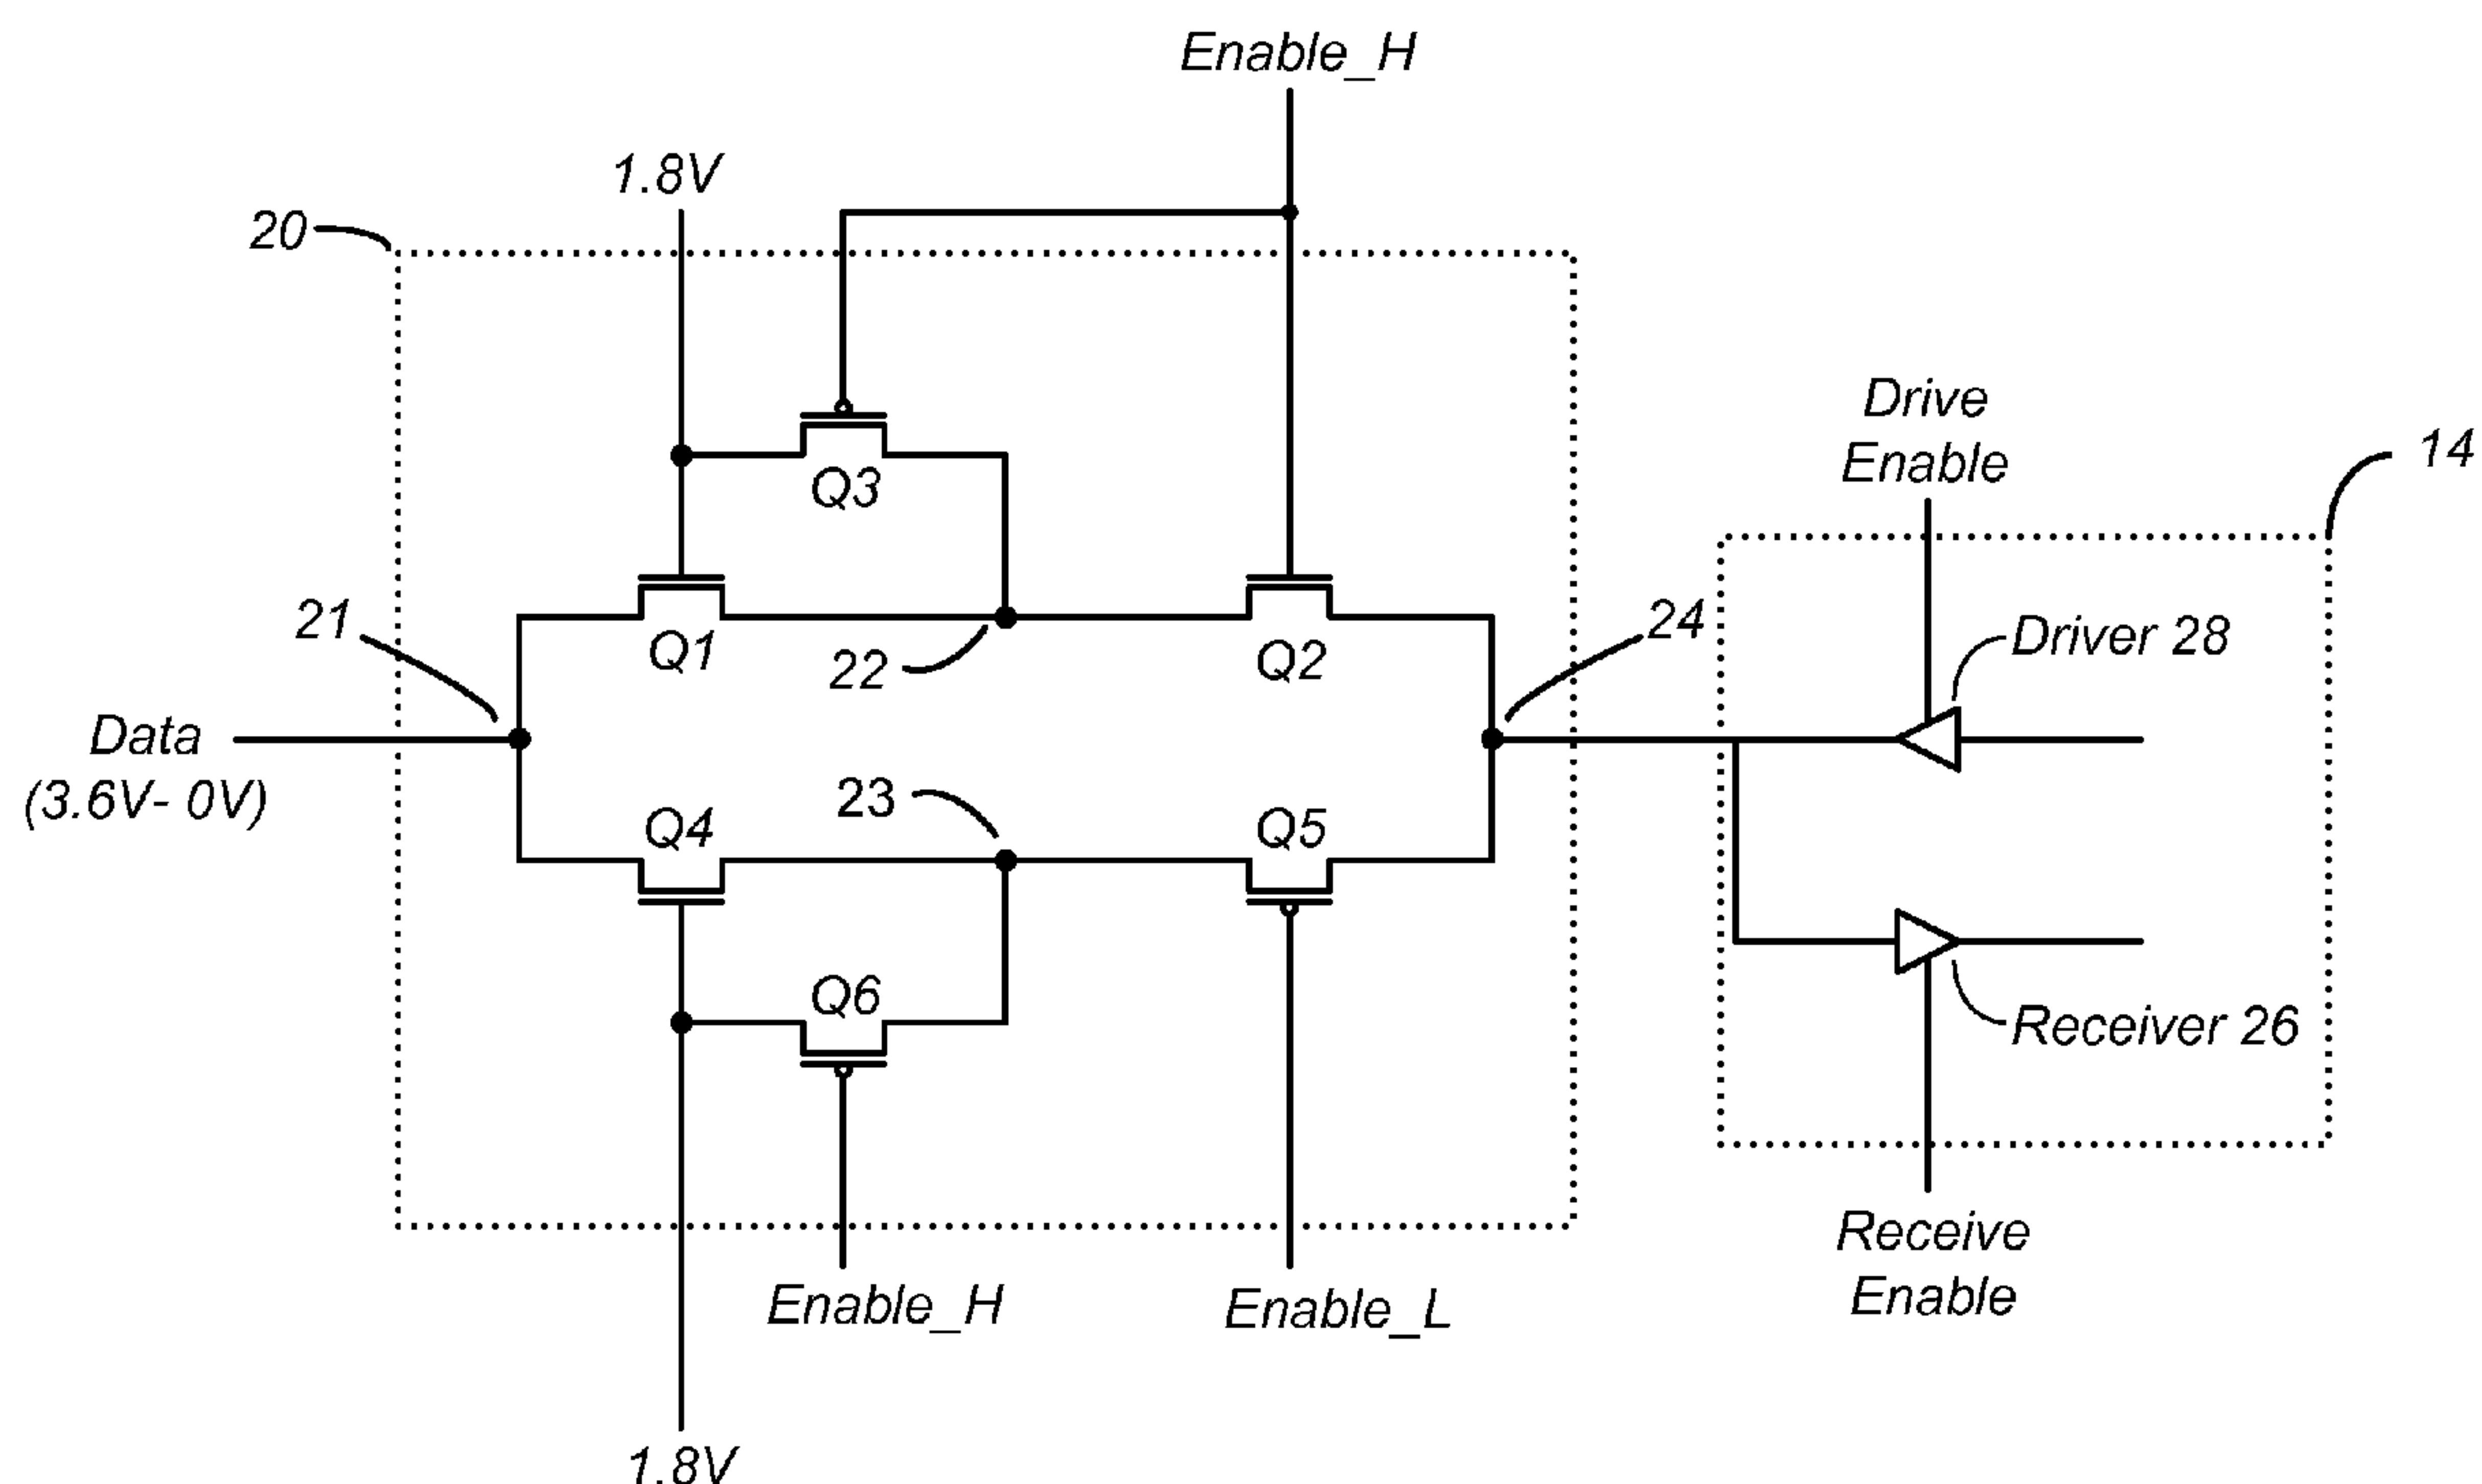 Enable_H
1.8V
20
Q3
Drive
Enable
14
21
Q1
22
Q2
24
Driver 28
Data
(3.6V- 0V)
Q4
23
Q5
Q6
Receiver 26
Enable_H
Enable_L
Receive
Enable
1.8V